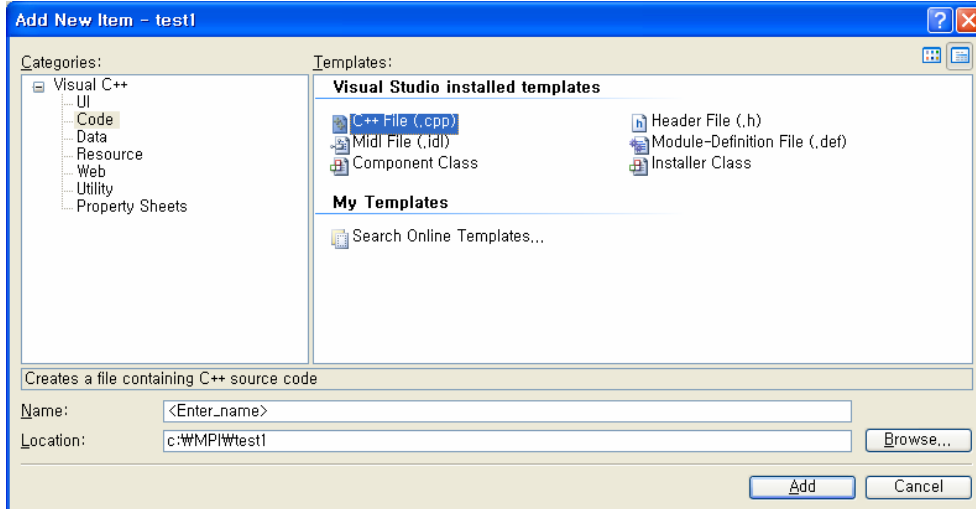 Add New Item - test1
Categories:
Templates:
Visual C++
UI
Code
Data
Resource
Web
Utility
Property Sheets
Visual Studio installed templates
C++ File (.cpp)
Header File (.h)
Midl File (.idl)
Module-Definition File (.def)
Component Class
Installer Class
My Templates
Search Online Templates...
Creates a file containing C++ source code
Name:
<Enter_name>
Location:
c:₩MPI₩test1
Browse...
Add
Cancel